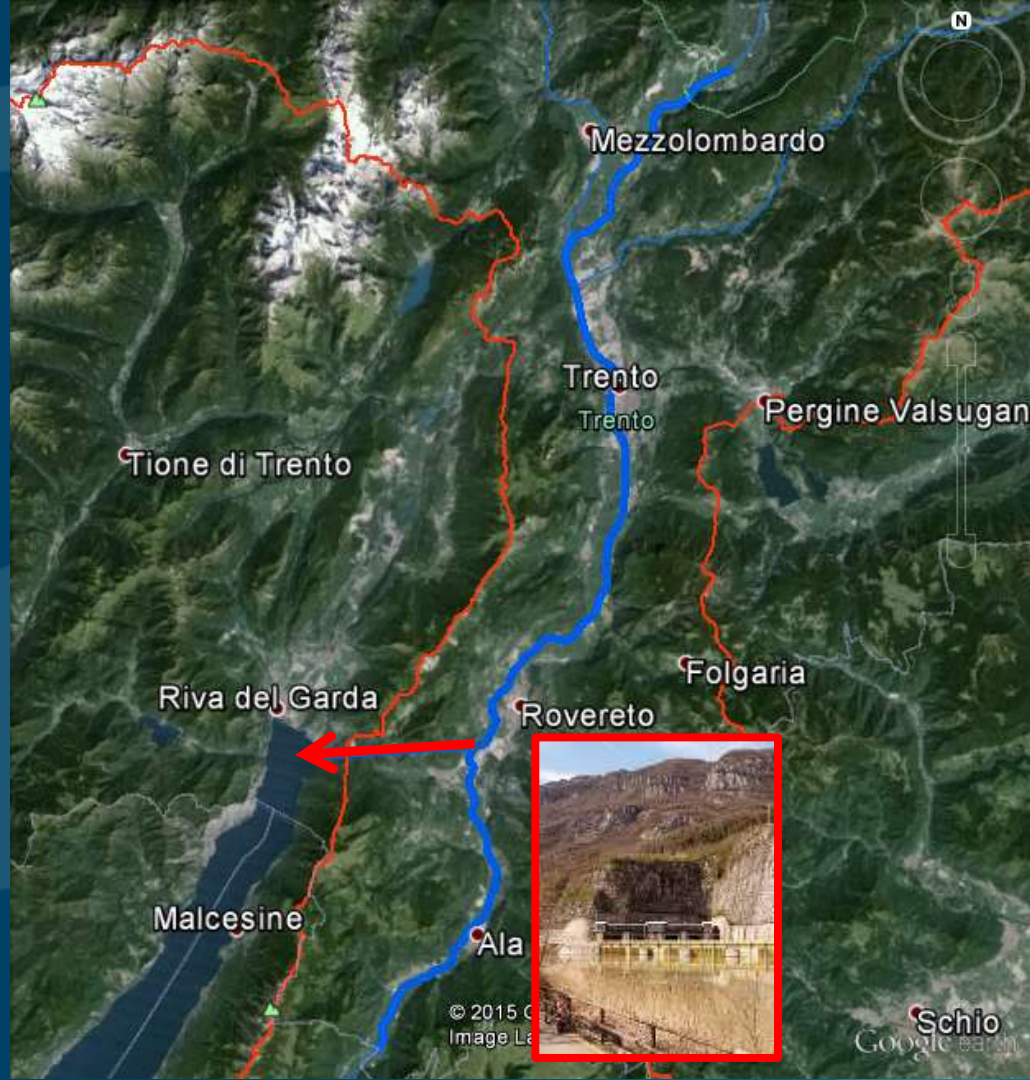 N
Mezzolombardo
Trento
Trento
Pergine Valsugan
Tione di Trento
Folgaria
Riva del Garda
Rovereto
Malcesine
Ala
© 2015
Image
Schio
Google earth